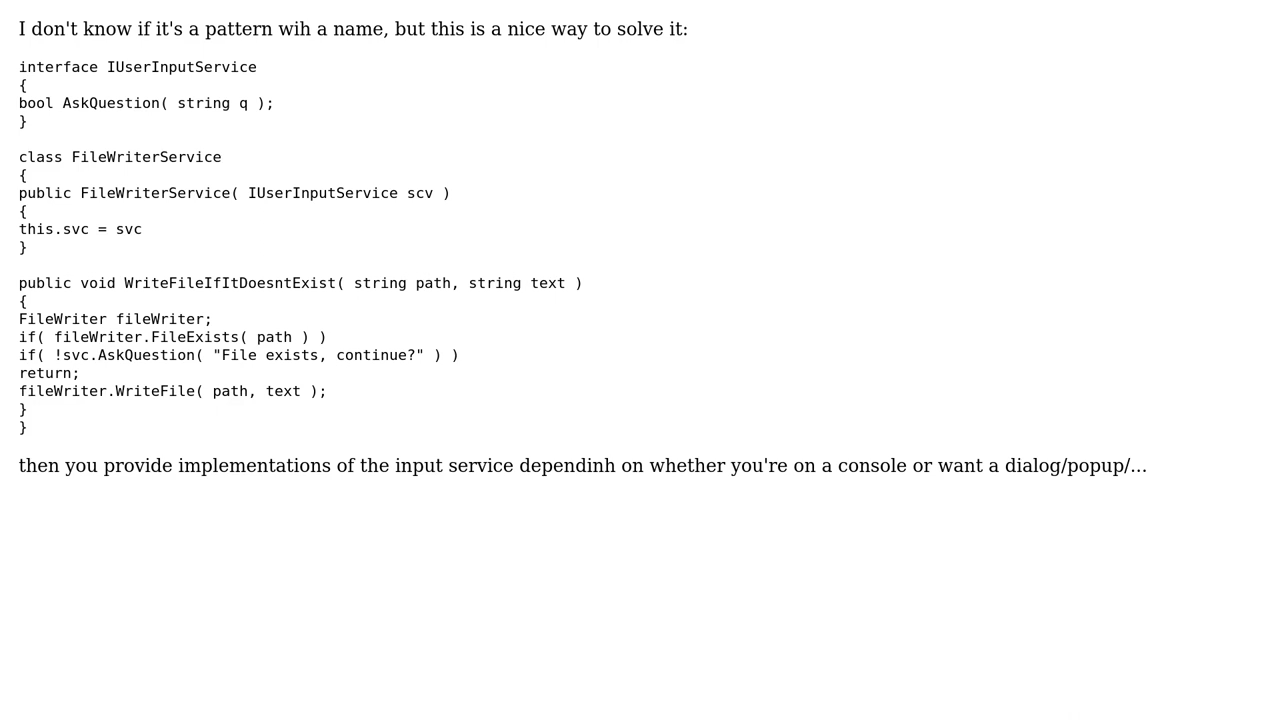 I don't know if it's a pattern wih a name, but this is a nice way to solve it:
interface IUserInputService
{
bool AskQuestion( string q );
}
class FileWriterService
{
public FileWriterService( IUserInputService scv )
{
this.svc = svc
}
public void WriteFileIfItDoesntExist( string path, string text )
{
FileWriter fileWriter;
if( fileWriter.FileExists( path ) )
if( !svc.AskQuestion( "File exists, continue?" ) )
return;
fileWriter.WriteFile( path, text );
}
}
then you provide implementations of the input service dependinh on whether you're on a console or want a dialog/popup/...